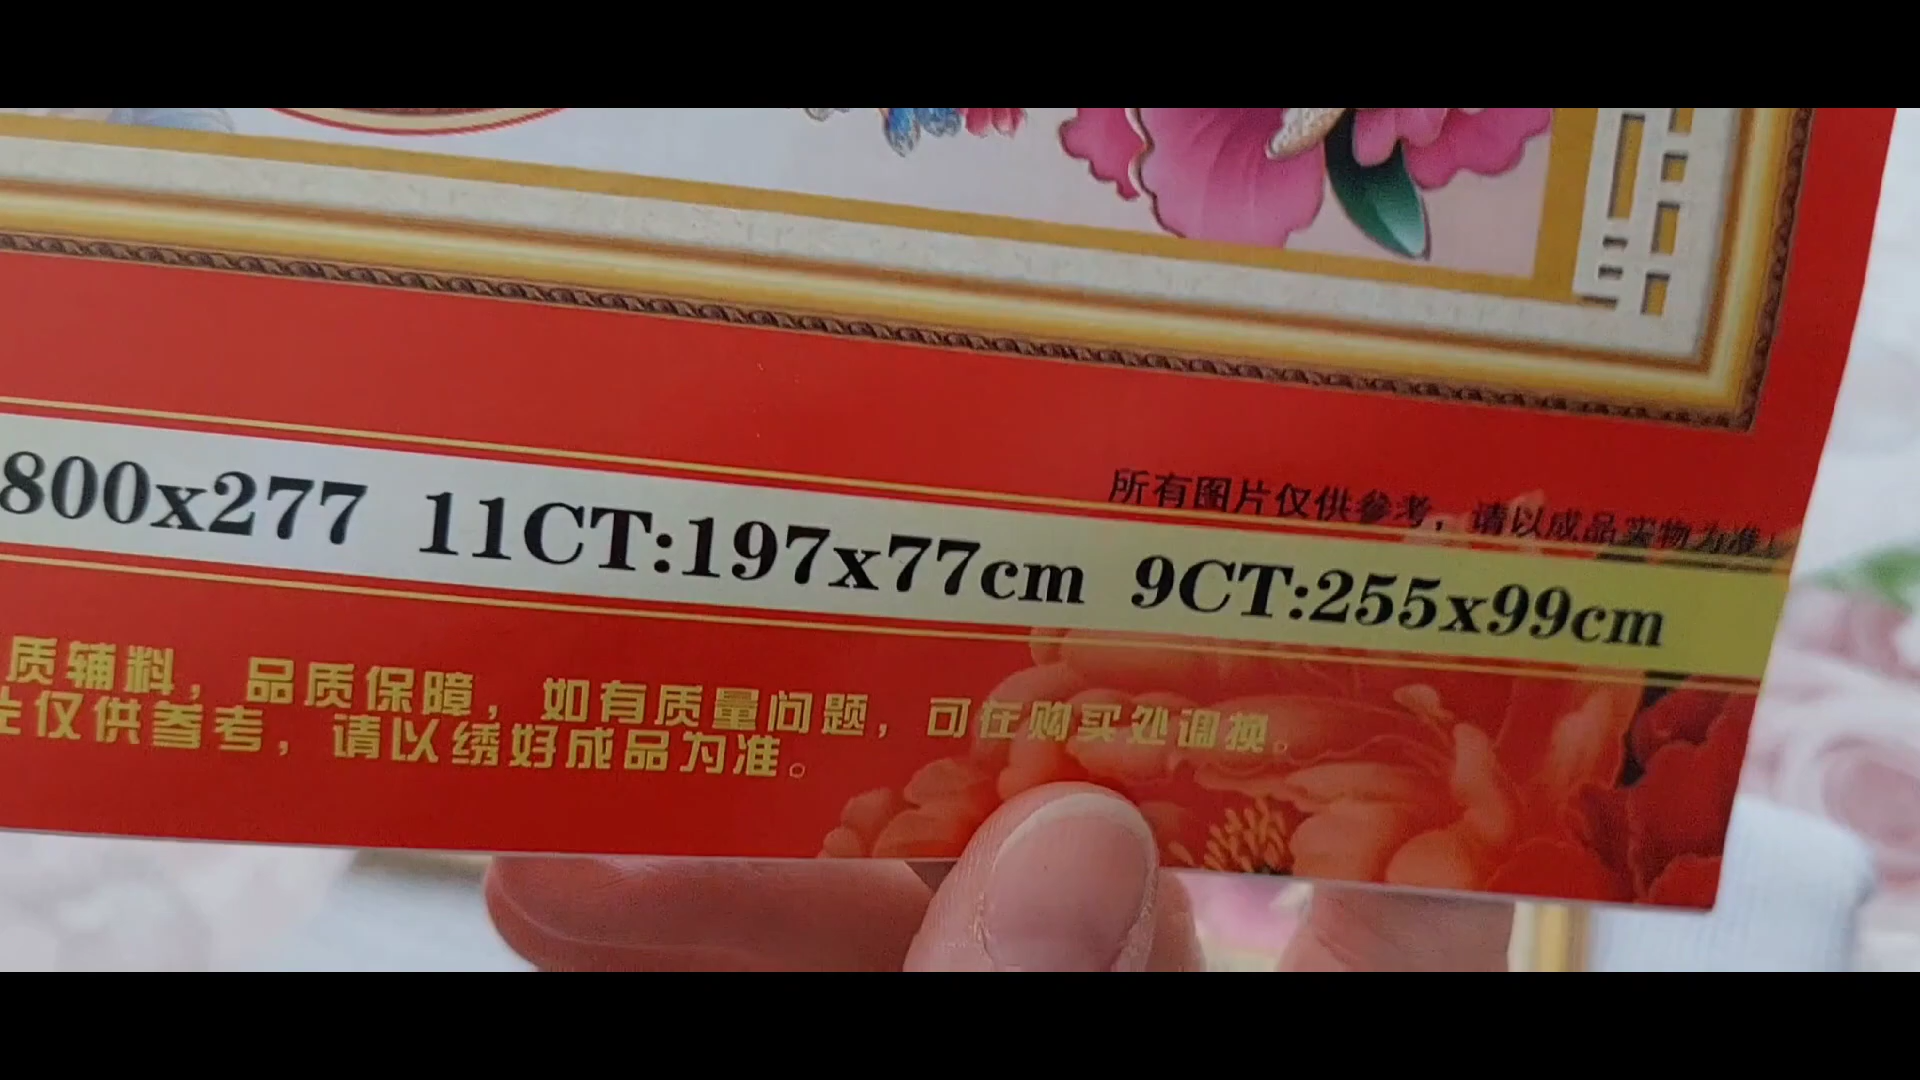 所有图片仅供参考，请以成品实物为准！
800x277 11CT:197x77cm 9CT:255x99cm
质辅料，品质保障，如有质量问题，可在购买处调换。
仅供参考，请以绣好成品为准。